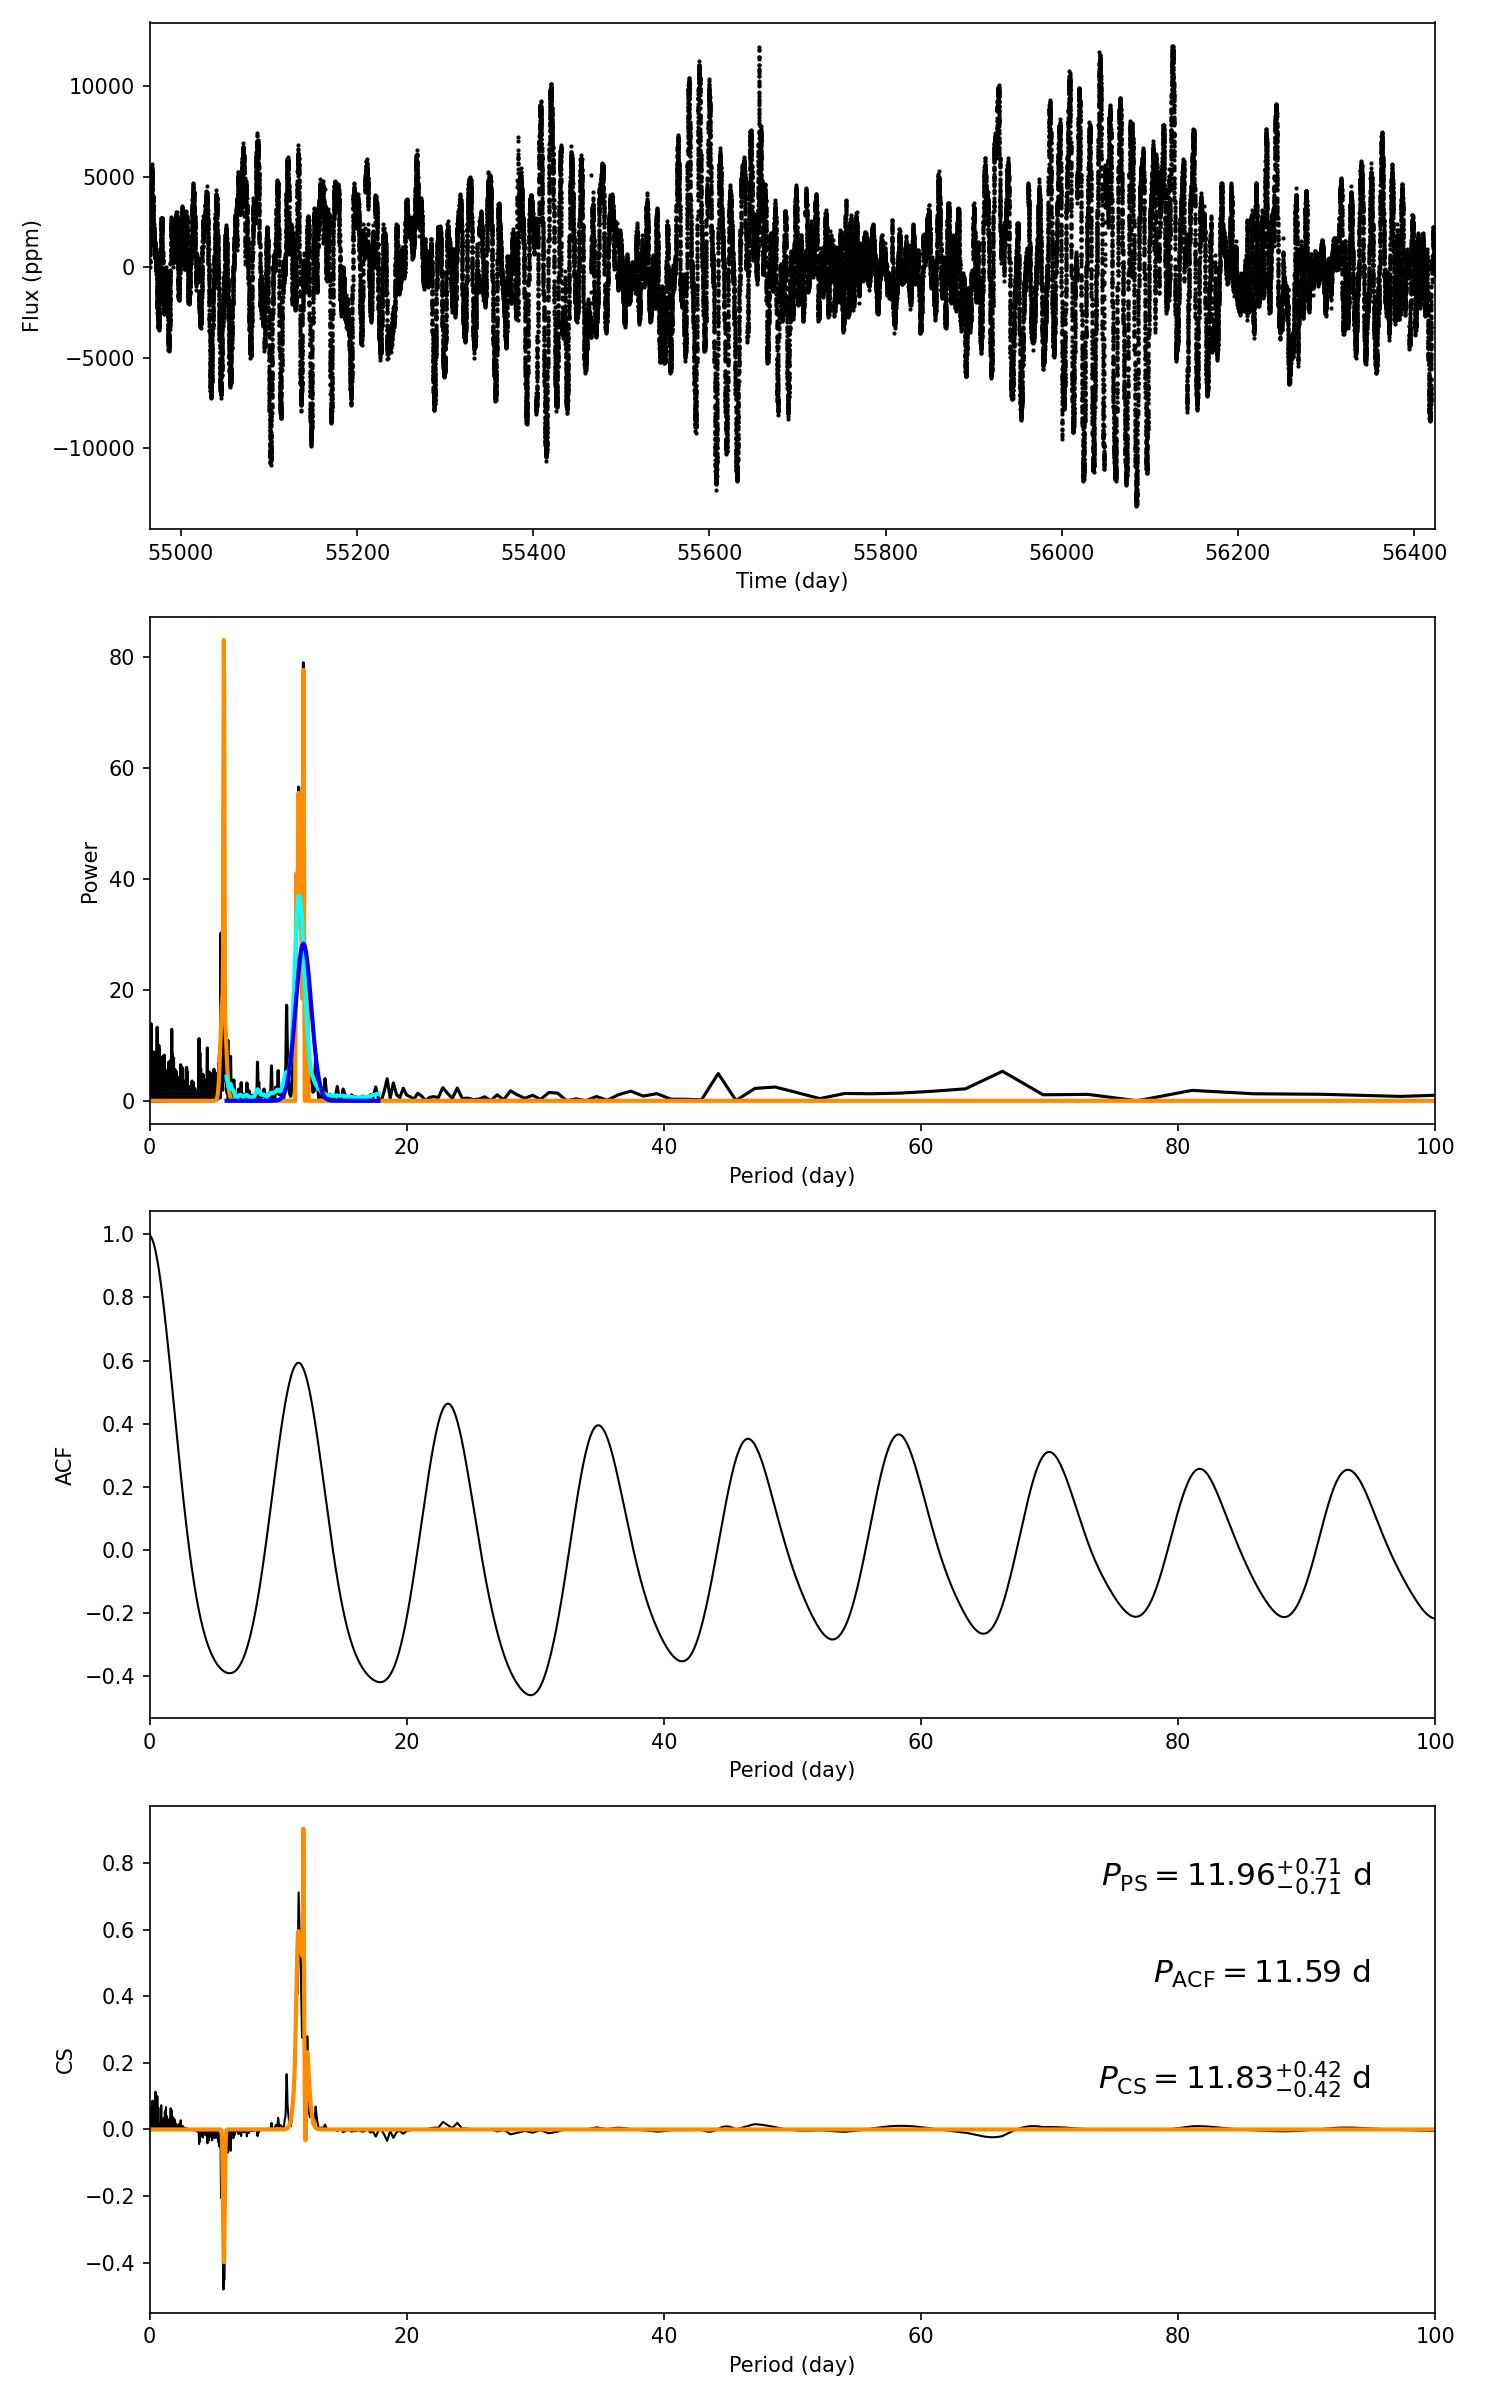 10000
5000
0
−5000
−10000
Flux (ppm)
55000 55200 55400 55600 55800 56000 56200 56400
Time (day)
80
60
40
20
0
Power
0 20 40 60 80 100
Period (day)
1.0
0.8
0.6
0.4
0.2
0.0
−0.2
−0.4
ACF
0 20 40 60 80 100
Period (day)
0.8
0.6
0.4
0.2
0.0
−0.2
−0.4
CS
P_PS = 11.96 +0.71 −0.71 d
P_ACF = 11.59 d
P_CS = 11.83 +0.42 −0.42 d
0 20 40 60 80 100
Period (day)